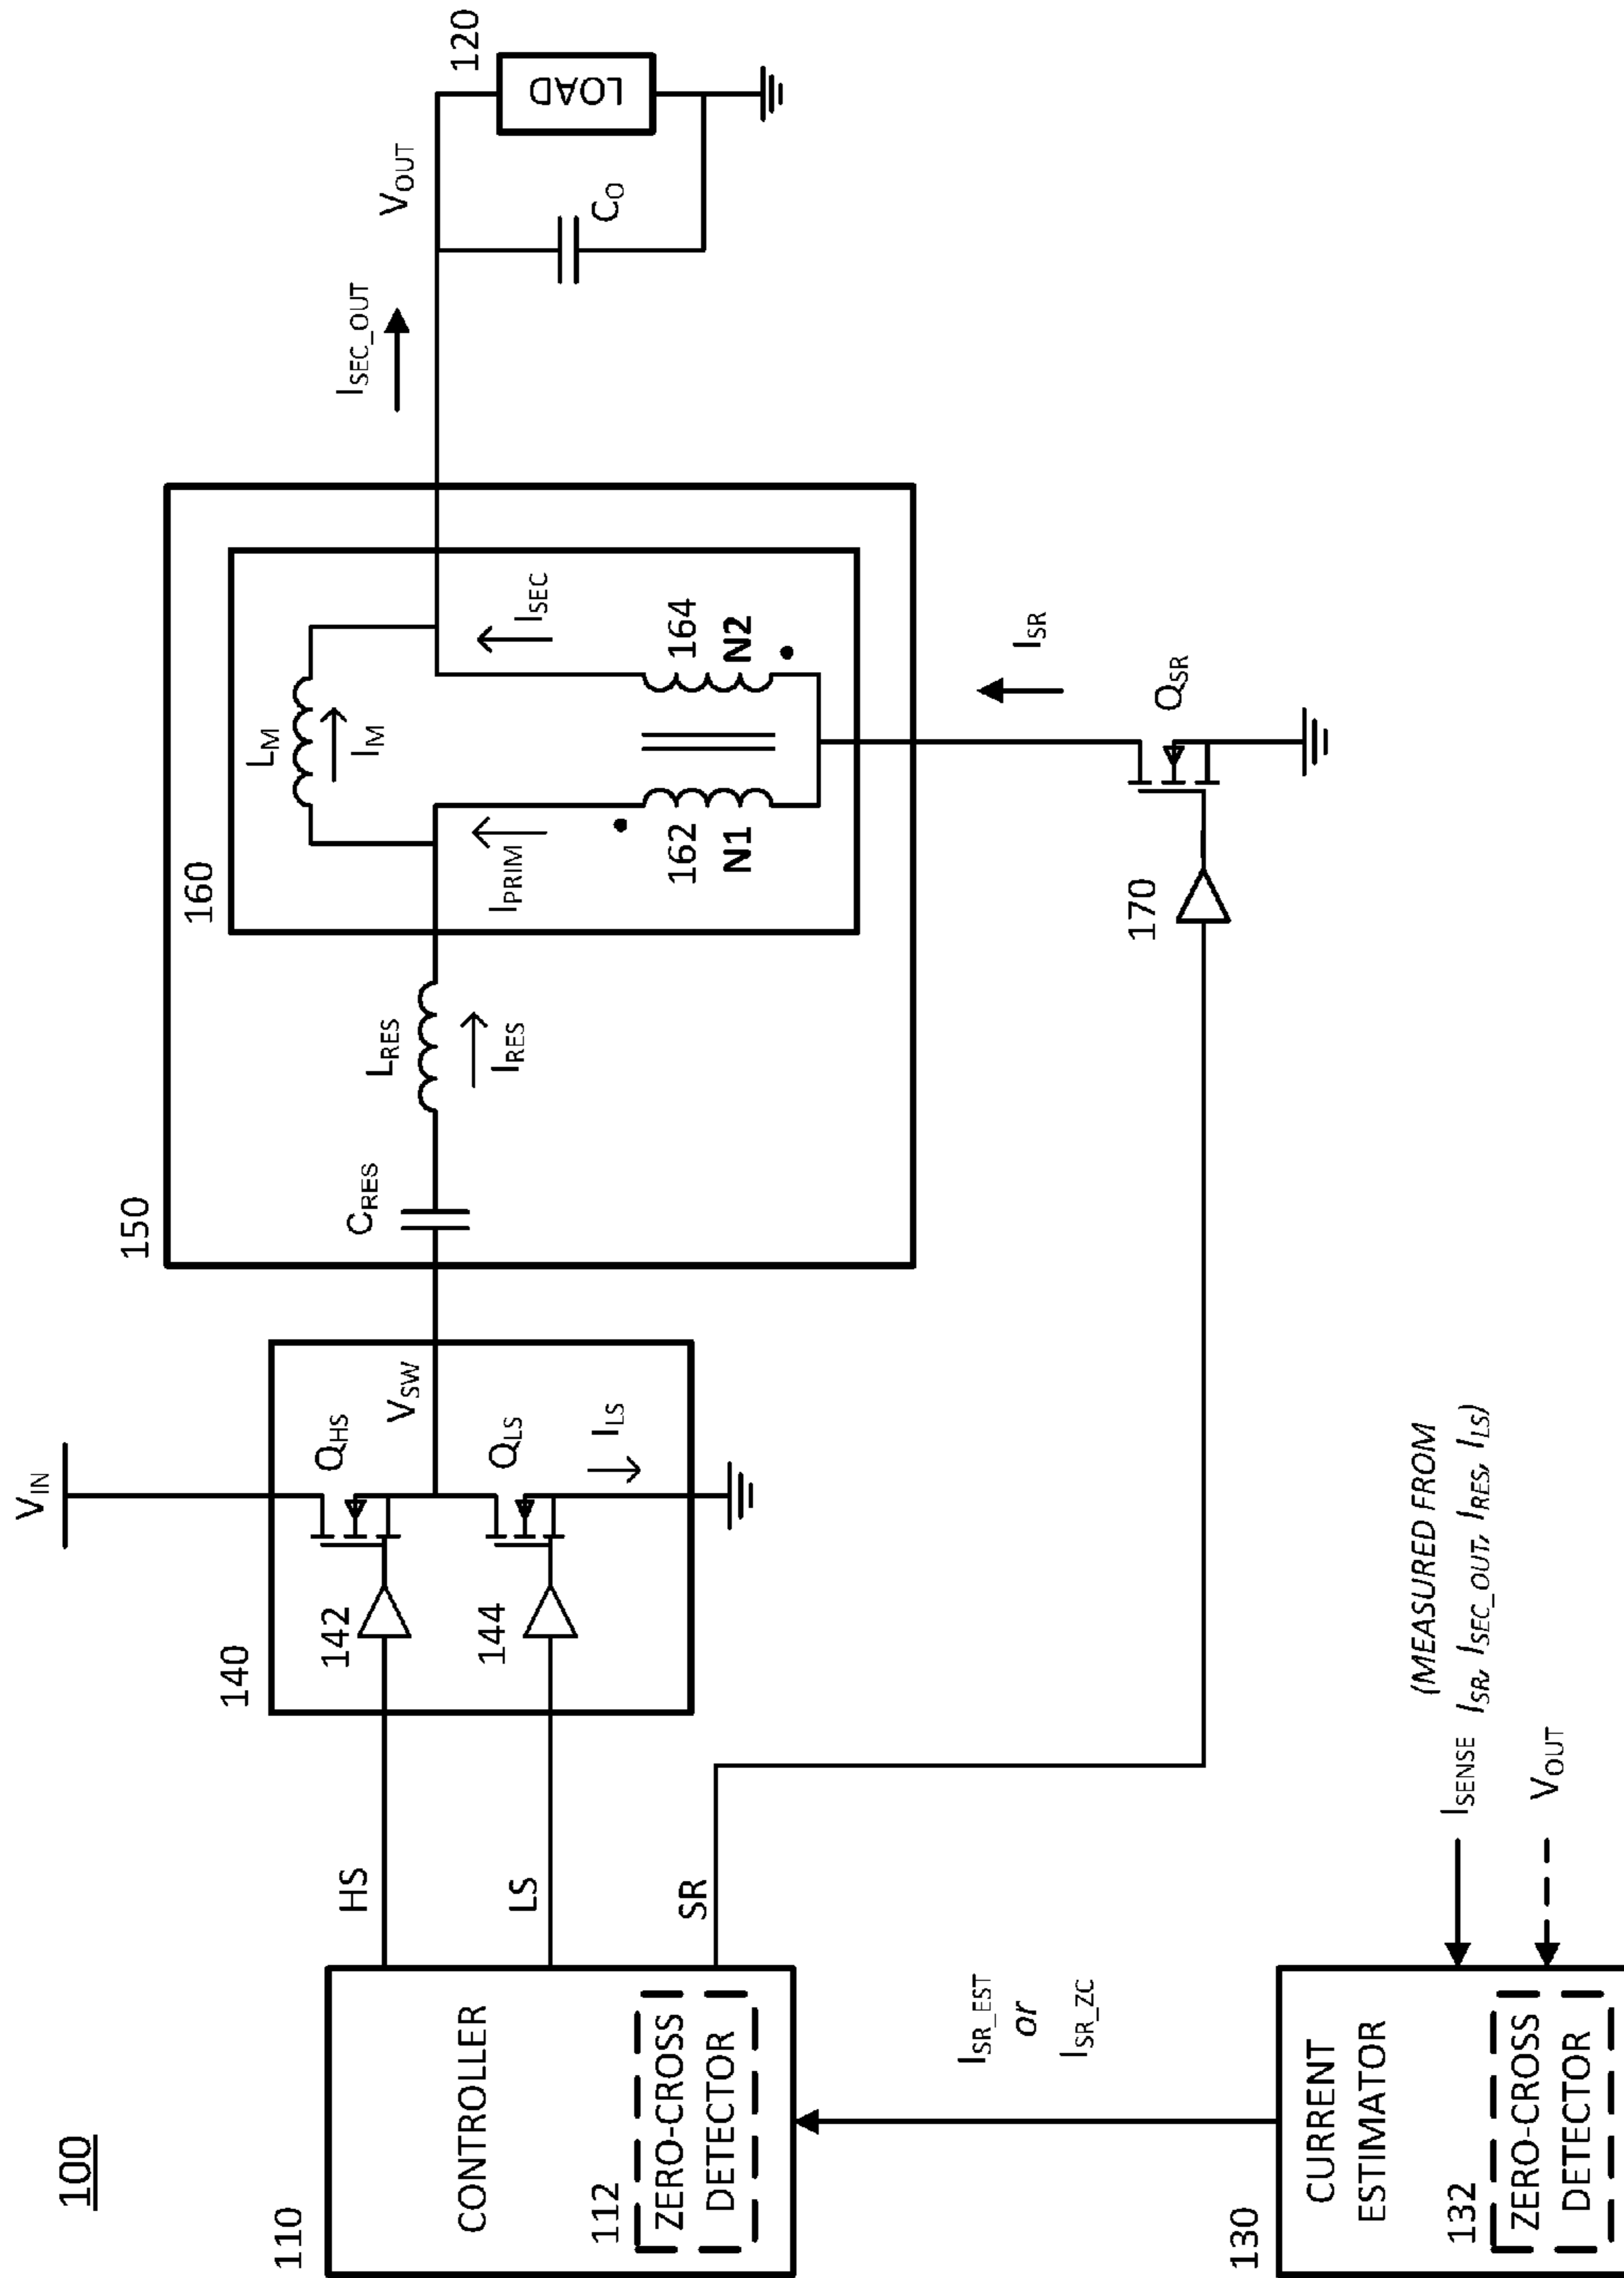 100
V_IN
110
CONTROLLER
112
ZERO-CROSS
DETECTOR
HS
LS
SR
140
142
144
Q_HS
Q_LS
V_SW
I_LS
150
C_RES
L_RES
I_RES
160
L_M
I_M
I_PRIM
I_SEC
162
N1
164
N2
I_SEC_OUT
V_OUT
C_O
120
LOAD
I_SR
Q_SR
170
I_SR_EST
or
I_SR_ZC
130
CURRENT
ESTIMATOR
132
ZERO-CROSS
DETECTOR
(MEASURED FROM
I_SENSE I_SR, I_SEC_OUT, I_RES, I_LS)
V_OUT